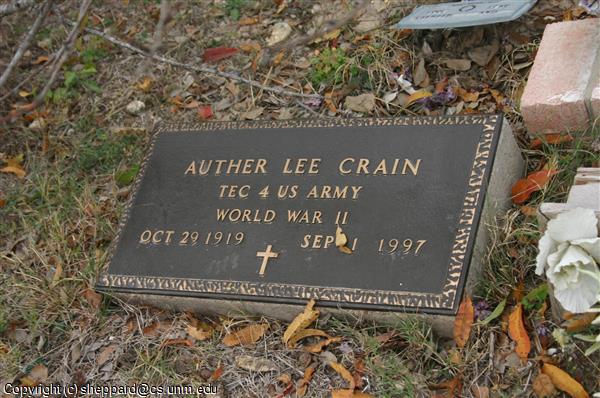 AUTHER LEE CRAIN
TEC 4 US ARMY
WORLD WAR II
OCT 29 1919 SEP 1 1997
Copyright (c) sheppard@cs.unm.edu